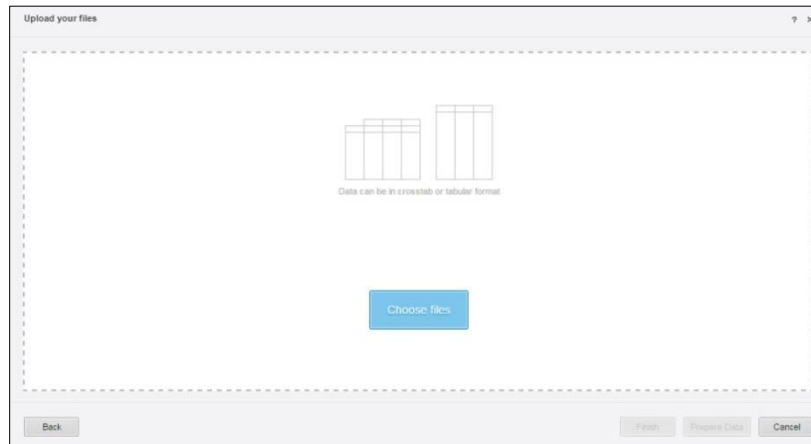 Upload your files
? ×
Data can be in crosstab or tabular format
Choose files
Back
Finish
Prepare Data
Cancel